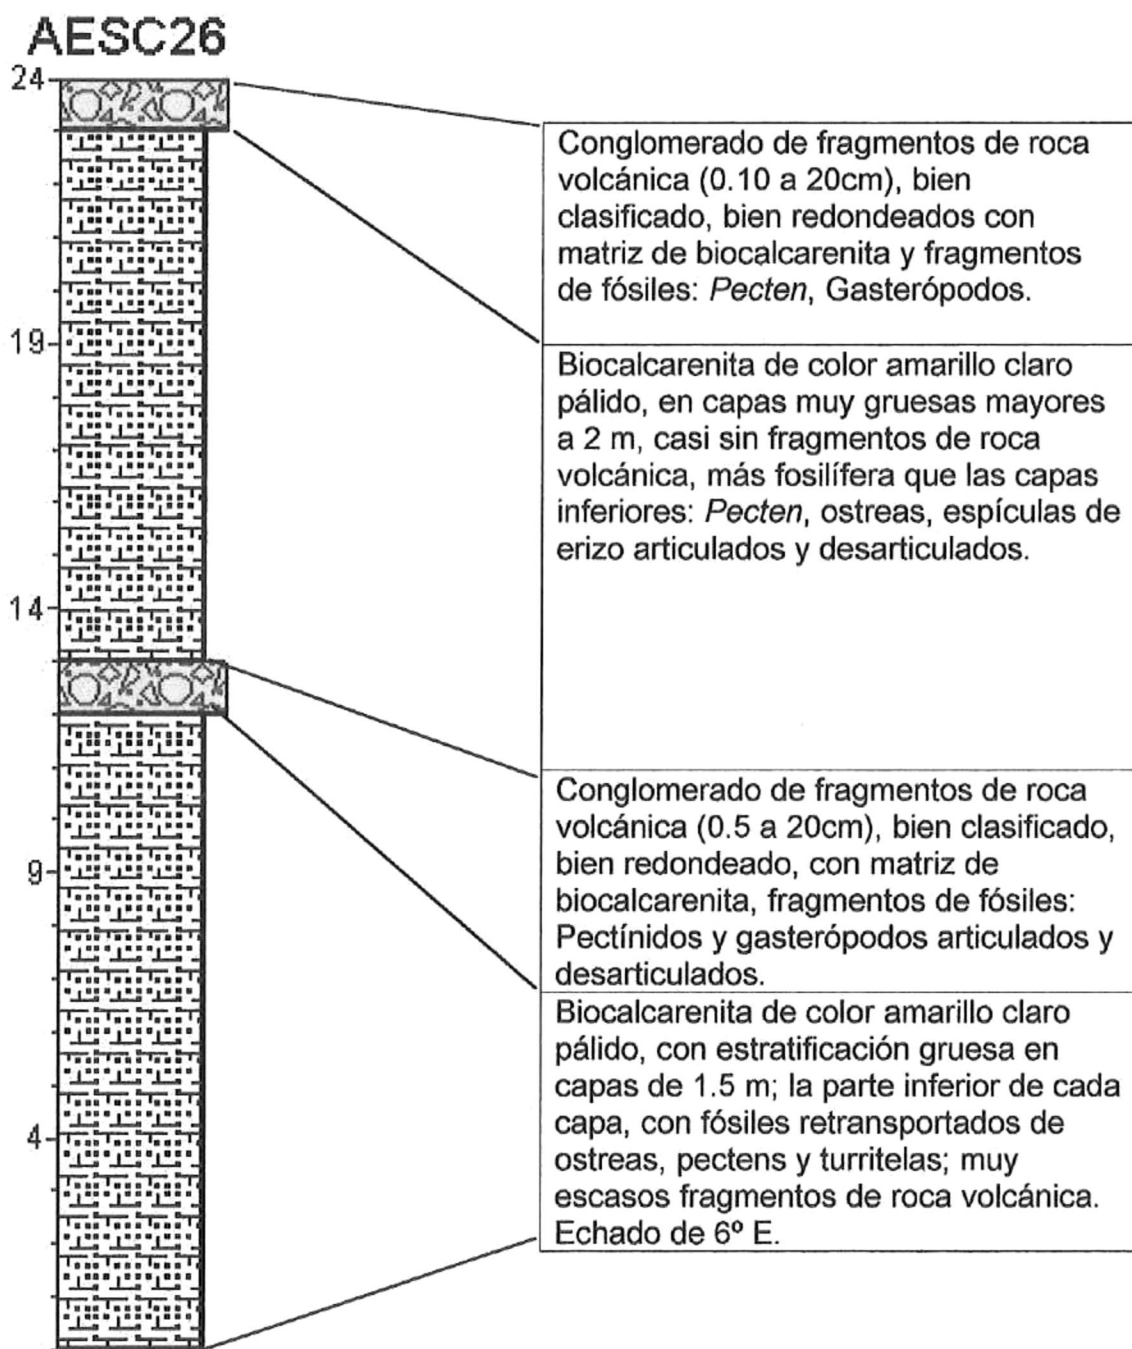 AESC26
24
Conglomerado de fragmentos de roca
volcánica (0.10 a 20cm), bien
clasificado, bien redondeados con
matriz de biocalcarenita y fragmentos
de fósiles: Pecten, Gasterópodos.
19
Biocalcarenita de color amarillo claro
pálido, en capas muy gruesas mayores
a 2 m, casi sin fragmentos de roca
volcánica, más fosilífera que las capas
inferiores: Pecten, ostreas, espículas de
erizo articulados y desarticulados.
14
Conglomerado de fragmentos de roca
volcánica (0.5 a 20cm), bien clasificado,
bien redondeado, con matriz de
biocalcarenita, fragmentos de fósiles:
Pectínidos y gasterópodos articulados y
desarticulados.
9
Biocalcarenita de color amarillo claro
pálido, con estratificación gruesa en
capas de 1.5 m; la parte inferior de cada
capa, con fósiles retransportados de
ostreas, pectens y turritelas; muy
escasos fragmentos de roca volcánica.
Echado de 6º E.
4